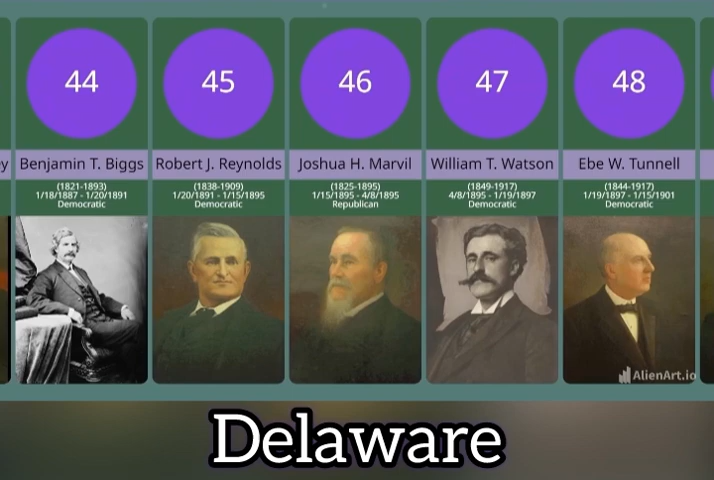 44
45
46
47
48
ey
Benjamin T. Biggs
Robert J. Reynolds
Joshua H. Marvil
William T. Watson
Ebe W. Tunnell
(1821-1893)
1/18/1887 - 1/20/1891
Democratic
(1838-1909)
1/20/1891 - 1/15/1895
Democratic
(1825-1895)
1/15/1895 - 4/8/1895
Republican
(1849-1917)
4/8/1895 - 1/19/1897
Democratic
(1844-1917)
1/19/1897 - 1/15/1901
Democratic
AlienArt.io
Delaware